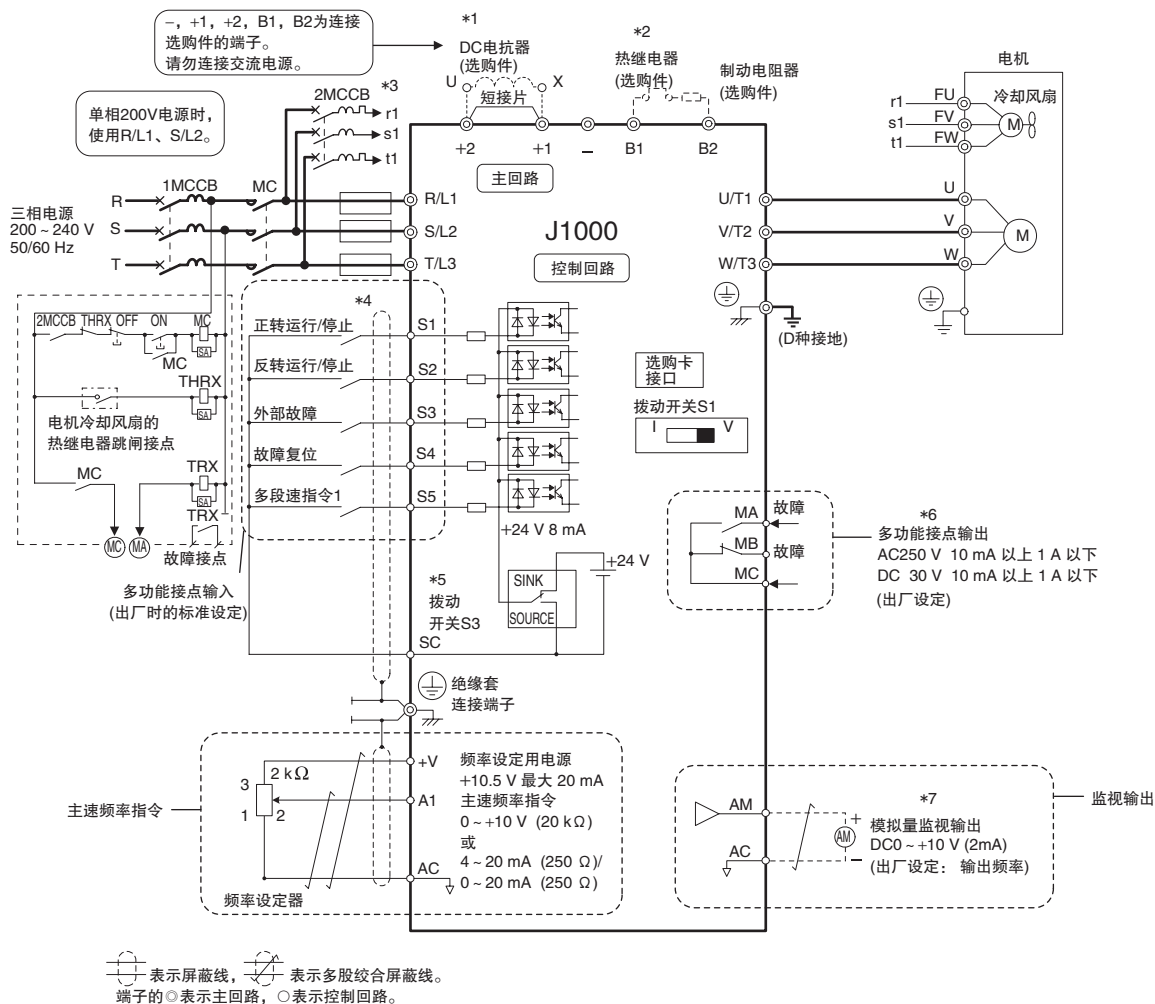 –, +1, +2, B1, B2为连接
选购件的端子。
请勿连接交流电源。
*1
DC电抗器
(选购件)
U
X
短接片
*2
热继电器
(选购件)
制动电阻器
(选购件)
电机
冷却风扇
r1
FU
s1
FV
t1
FW
M
单相200V电源时，
使用R/L1、S/L2。
2MCCB
*3
r1
s1
t1
+2
+1
–
B1
B2
主回路
三相电源
200 ~ 240 V
50/60 Hz
1MCCB
MC
R
S
T
R/L1
S/L2
T/L3
J1000
控制回路
U/T1
V/T2
W/T3
U
V
W
M
(D种接地)
2MCCB THRX OFF ON MC
SA
MC
THRX
SA
电机冷却风扇的
热继电器跳闸接点
MC
TRX
SA
TRX
MC
MA
故障接点
*4
正转运行/停止
S1
反转运行/停止
S2
外部故障
S3
故障复位
S4
多段速指令1
S5
多功能接点输入
(出厂时的标准设定)
选购卡
接口
拨动开关S1
I
V
+24 V 8 mA
+24 V
*5
拨动
开关S3
SINK
SOURCE
SC
MA
故障
MB
故障
MC
*6
多功能接点输出
AC250 V 10 mA 以上 1 A 以下
DC 30 V 10 mA 以上 1 A 以下
(出厂设定)
绝缘套
连接端子
主速频率指令
3
2 kΩ
1
2
频率设定器
+V
A1
AC
频率设定用电源
+10.5 V 最大 20 mA
主速频率指令
0 ~ +10 V (20 kΩ)
或
4 ~ 20 mA (250 Ω)/
0 ~ 20 mA (250 Ω)
AM
AC
AM
+
–
*7
模拟量监视输出
DC0 ~ +10 V (2mA)
(出厂设定： 输出频率)
监视输出
表示屏蔽线， 表示多股绞合屏蔽线。
端子的◎表示主回路，○表示控制回路。